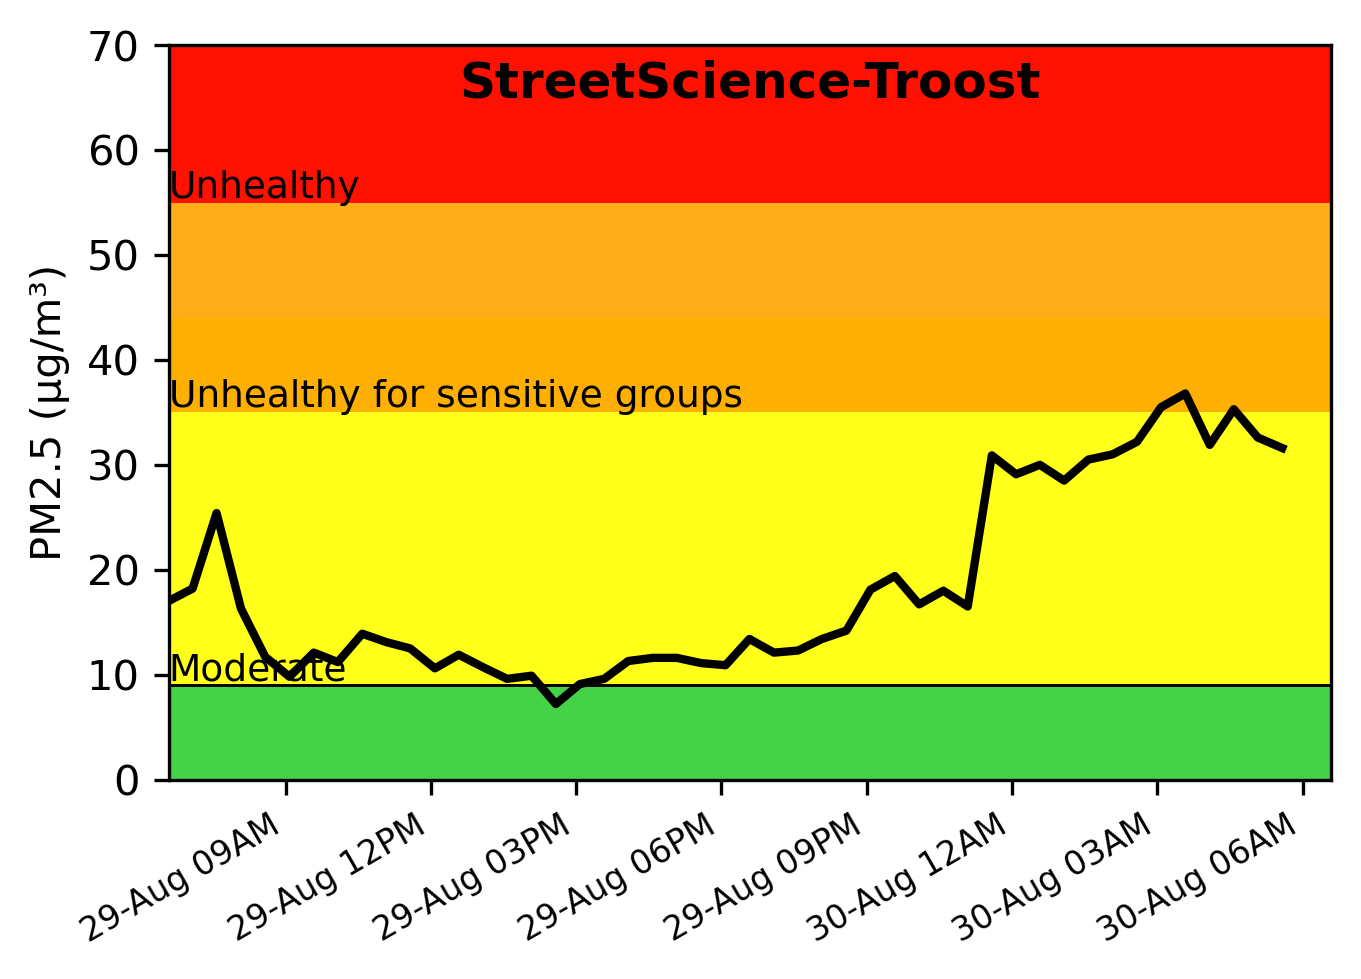 StreetScience-Troost
PM2.5 (µg/m³)
70
60
50
40
30
20
10
0
Unhealthy
Unhealthy for sensitive groups
Moderate
29-Aug 09AM
29-Aug 12PM
29-Aug 03PM
29-Aug 06PM
29-Aug 09PM
30-Aug 12AM
30-Aug 03AM
30-Aug 06AM